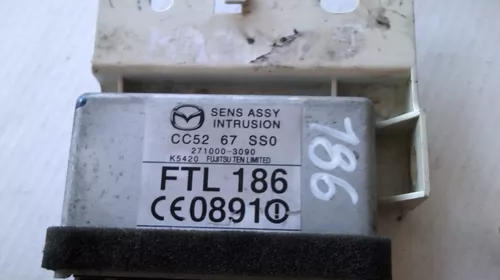 SENS ASSY
INTRUSION
CC52 67 SS0
271000-3090
K5420 FUJITSU TEN LIMITED
FTL 186
CE0891
186